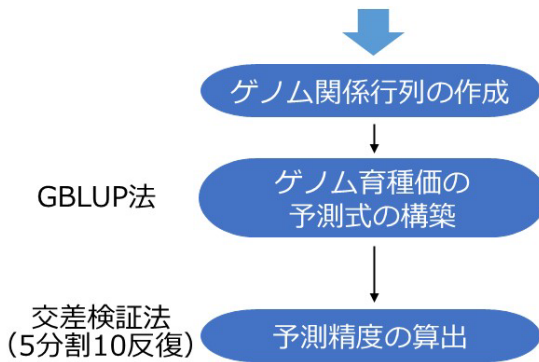 ゲノム関係行列の作成
GBLUP法
ゲノム育種価の
予測式の構築
交差検証法
(5分割10反復)
予測精度の算出